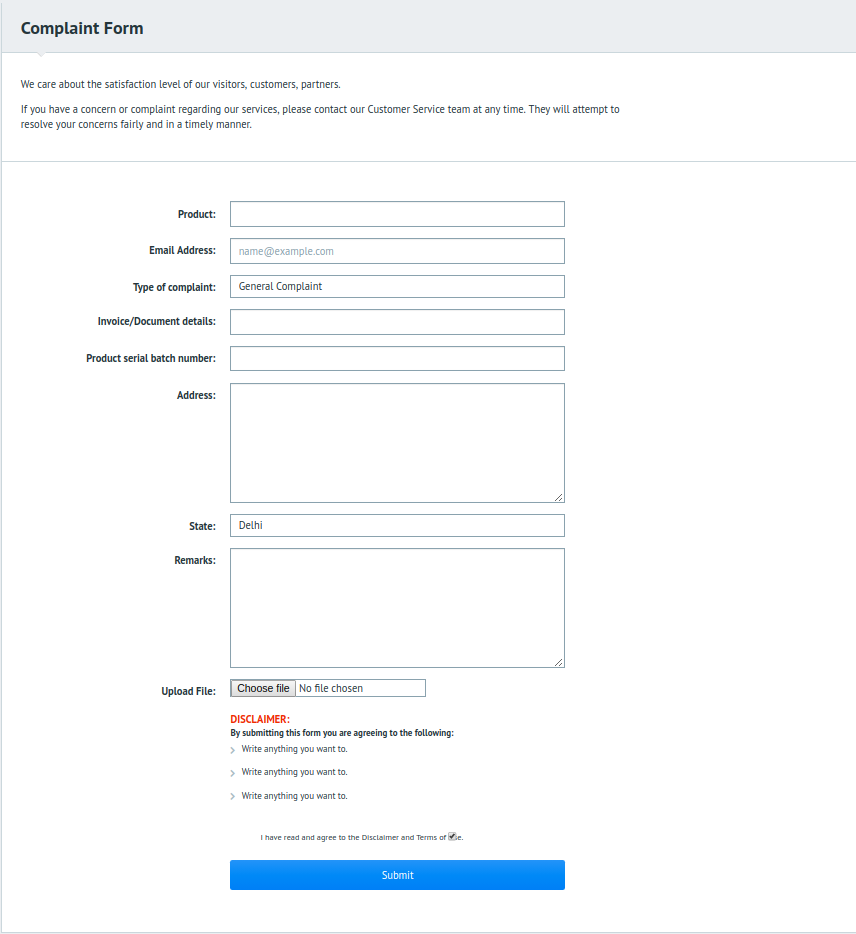 Complaint Form
We care about the satisfaction level of our visitors, customers, partners.
If you have a concern or complaint regarding our services, please contact our Customer Service team at any time. They will attempt to
resolve your concerns fairly and in a timely manner.
Product:
Email Address: name@example.com
Type of complaint: General Complaint
Invoice/Document details:
Product serial batch number:
Address:
State: Delhi
Remarks:
Upload File: Choose file No file chosen
DISCLAIMER:
By submitting this form you are agreeing to the following:
Write anything you want to.
Write anything you want to.
Write anything you want to.
I have read and agree to the Disclaimer and Terms of
Submit